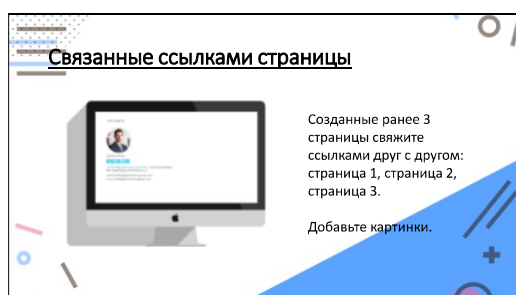 Связанные ссылками страницы
Созданные ранее 3
страницы свяжите
ссылками друг с другом:
страница 1, страница 2,
страница 3.
Добавьте картинки.